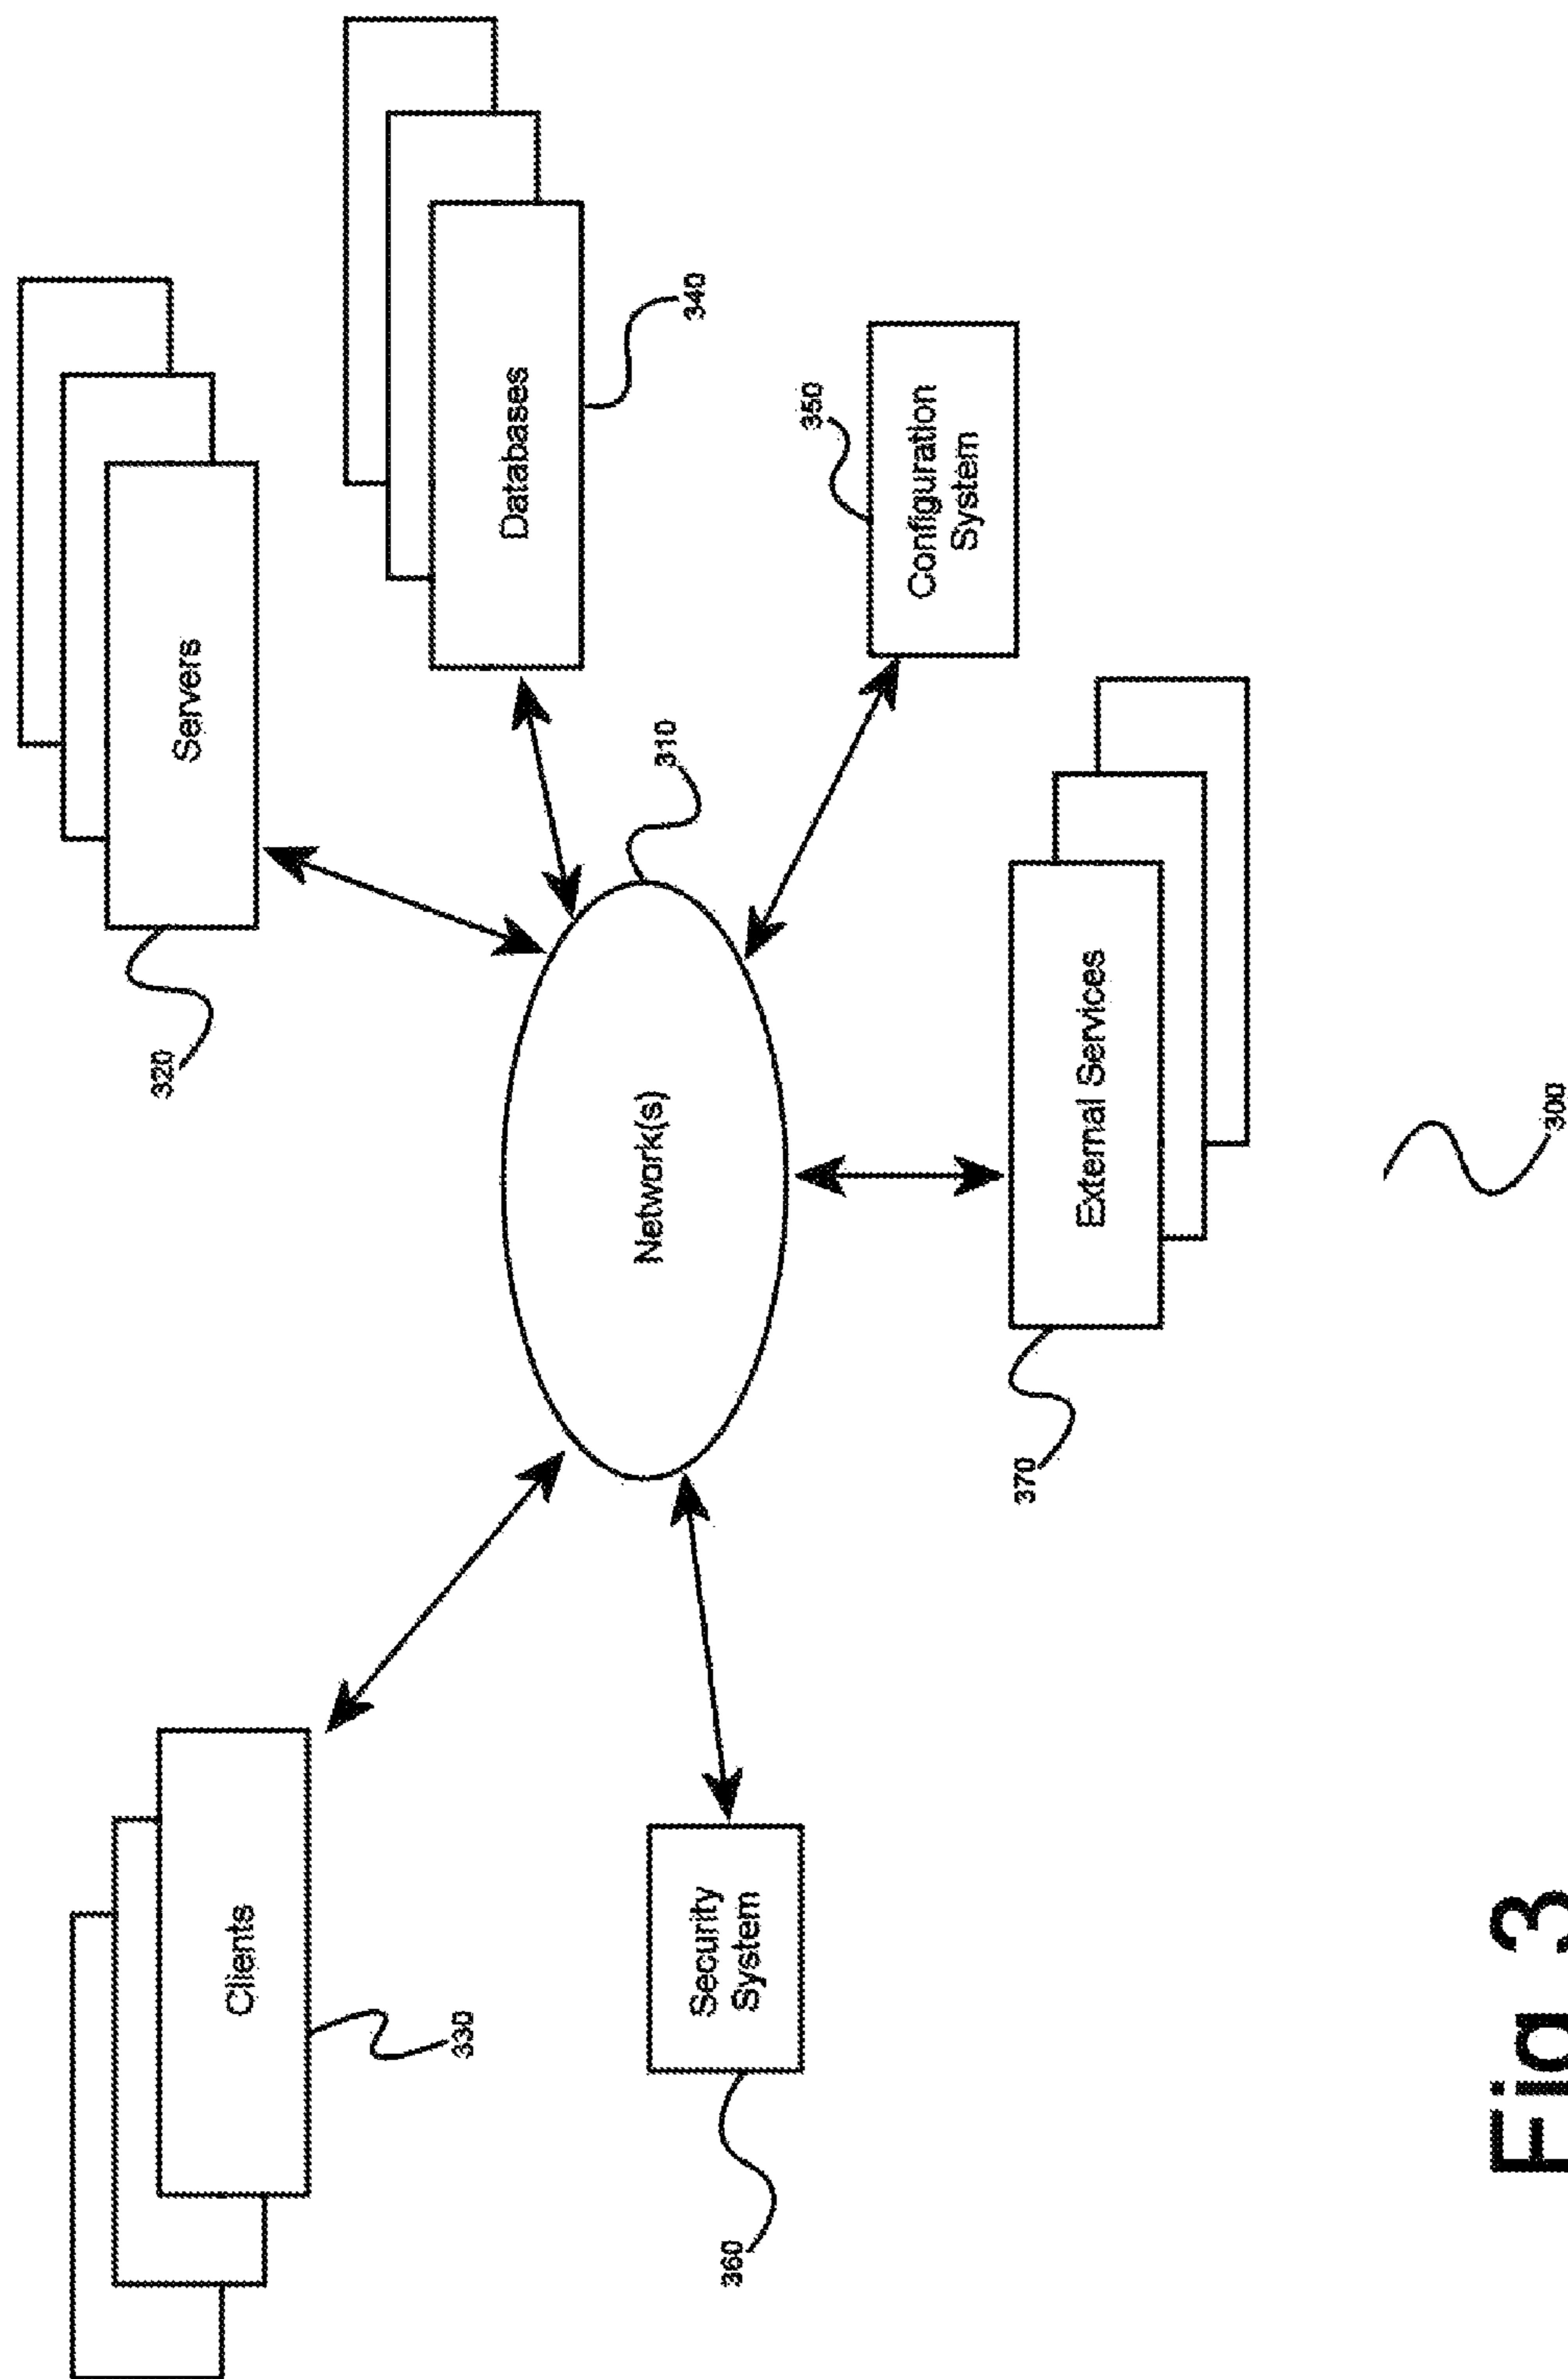 Clients
330
320
Servers
Databases
340
Network(s)
310
Security
System
360
350
Configuration
System
370
External Services
300
Fig 3